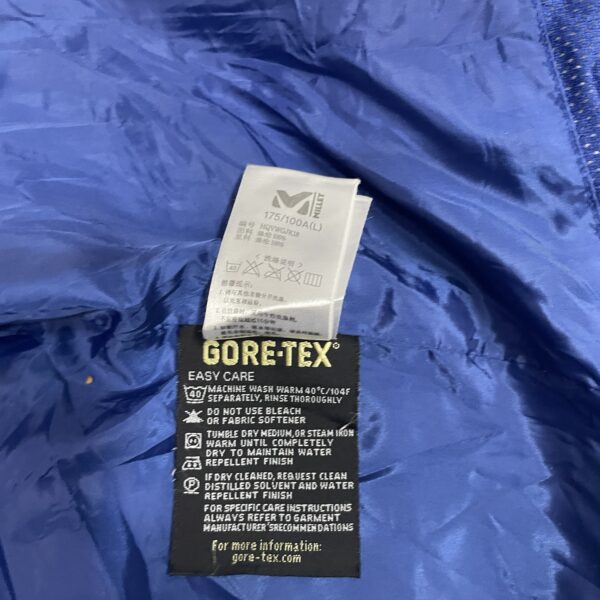 MILLET
175/100A(L)
GORE-TEX®
EASY CARE
40 MACHINE WASH WARM 40°C/104F
SEPARATELY, RINSE THOROUGHLY
DO NOT USE BLEACH
OR FABRIC SOFTENER
TUMBLE DRY MEDIUM,OR STEAM IRON
WARM UNTIL COMPLETELY
DRY TO MAINTAIN WATER
REPELLENT FINISH
P IF DRY CLEANED, REQUEST CLEAN
DISTILLED SOLVENT AND WATER
REPELLENT FINISH
FOR SPECIFIC CARE INSTRUCTIONS
ALWAYS REFER TO GARMENT
MANUFACTURER'SRECOMMENDATIONS
For more information:
gore-tex.com